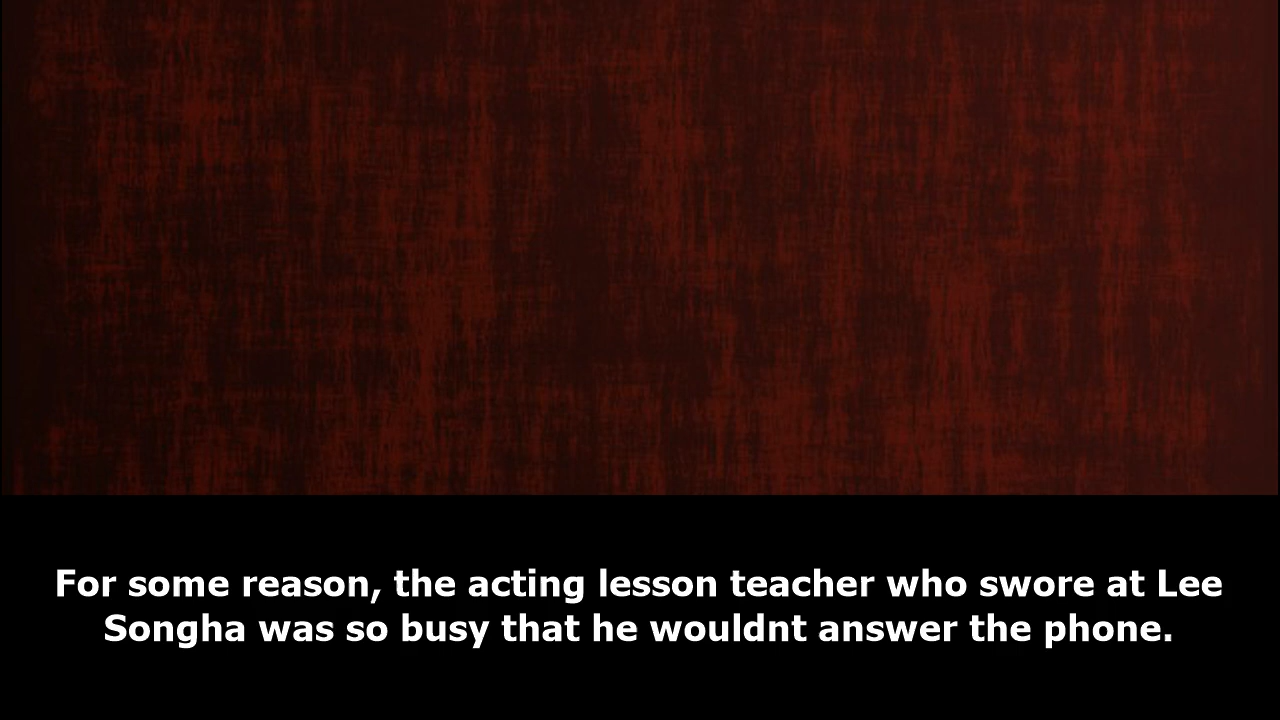 For some reason, the acting lesson teacher who swore at Lee
Songha was so busy that he wouldnt answer the phone.